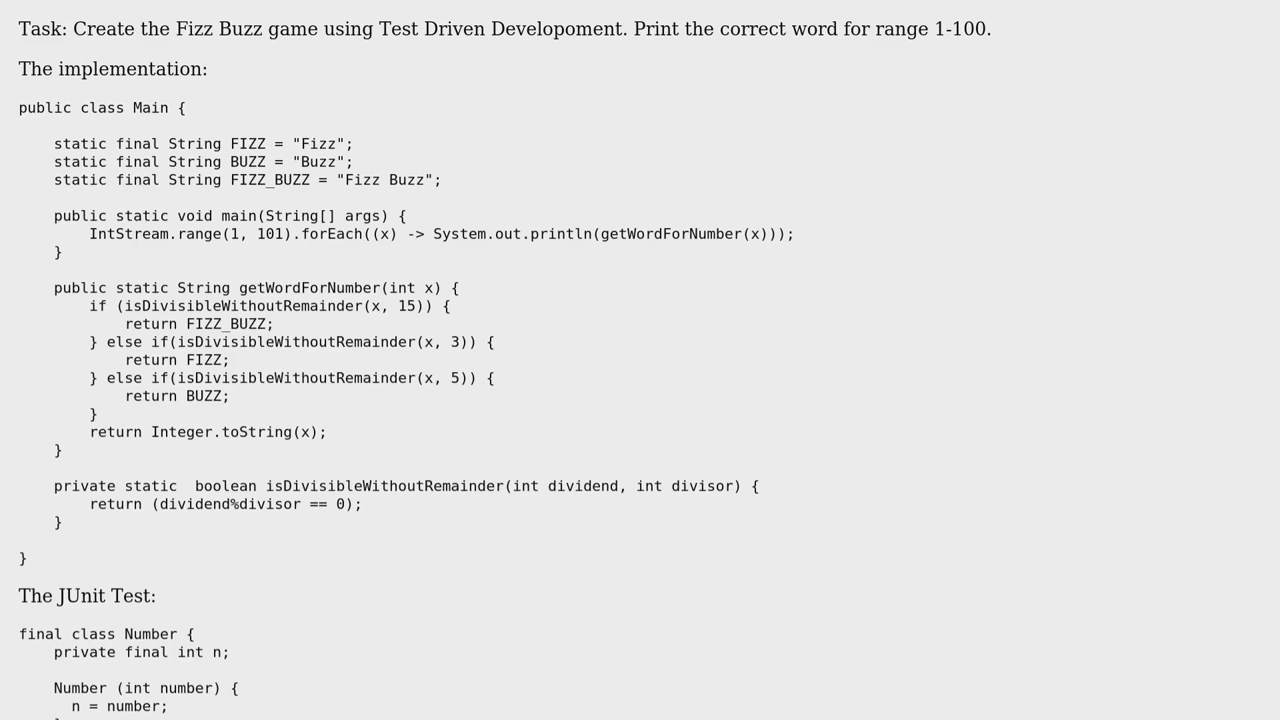 Task: Create the Fizz Buzz game using Test Driven Developoment. Print the correct word for range 1-100.
The implementation:
public class Main {
    static final String FIZZ = "Fizz";
    static final String BUZZ = "Buzz";
    static final String FIZZ_BUZZ = "Fizz Buzz";
    public static void main(String[] args) {
        IntStream.range(1, 101).forEach((x) -> System.out.println(getWordForNumber(x)));
    }
    public static String getWordForNumber(int x) {
        if (isDivisibleWithoutRemainder(x, 15)) {
            return FIZZ_BUZZ;
        } else if(isDivisibleWithoutRemainder(x, 3)) {
            return FIZZ;
        } else if(isDivisibleWithoutRemainder(x, 5)) {
            return BUZZ;
        }
        return Integer.toString(x);
    }
    private static  boolean isDivisibleWithoutRemainder(int dividend, int divisor) {
        return (dividend%divisor == 0);
    }
}
The JUnit Test:
final class Number {
    private final int n;
    Number (int number) {
      n = number;
    }